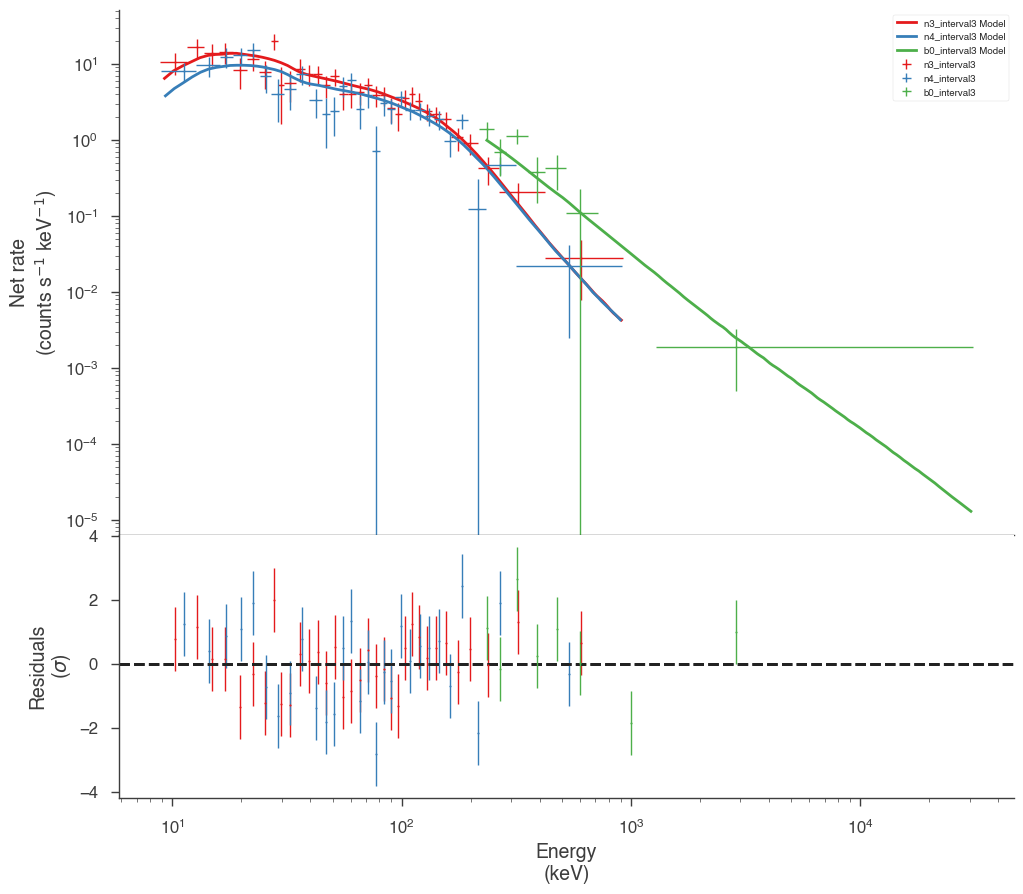 n3_interval3 Model
n4_interval3 Model
b0_interval3 Model
n3_interval3
n4_interval3
b0_interval3
Net rate
(counts s⁻¹ keV⁻¹)
10¹
10⁰
10⁻¹
10⁻²
10⁻³
10⁻⁴
10⁻⁵
Residuals
(σ)
4
2
0
−2
−4
10¹ 10² 10³ 10⁴
Energy
(keV)